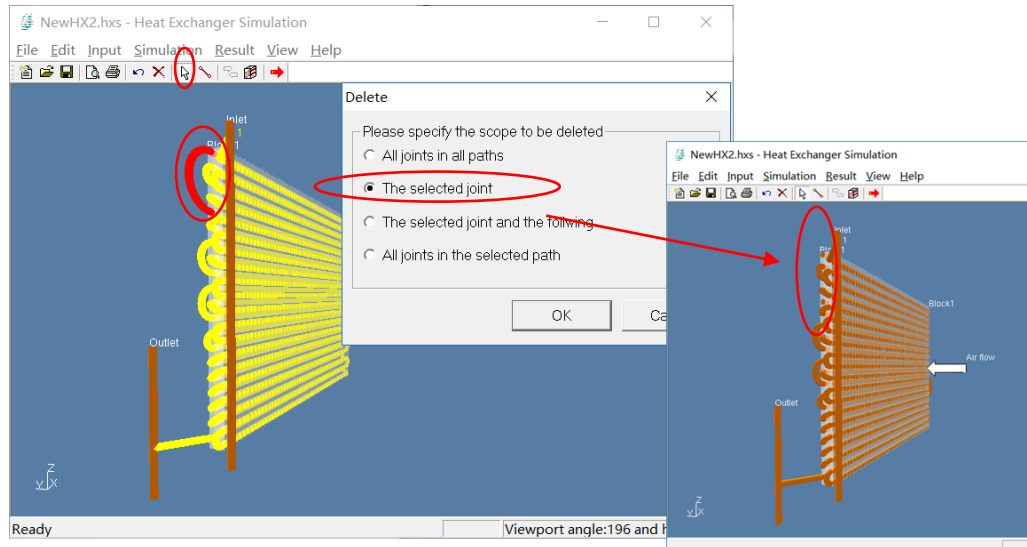 NewHX2.hxs - Heat Exchanger Simulation
File Edit Input Simulation Result View Help
Inlet
1
Outlet
Z
y x
Ready
Viewport angle:196 and h
Delete
Please specify the scope to be deleted
All joints in all paths
The selected joint
The selected joint and the follwing
All joints in the selected path
OK
Ca
NewHX2.hxs - Heat Exchanger Simulation
File Edit Input Simulation Result View Help
Inlet
1
Block1
Air flow
Outlet
Z
y x